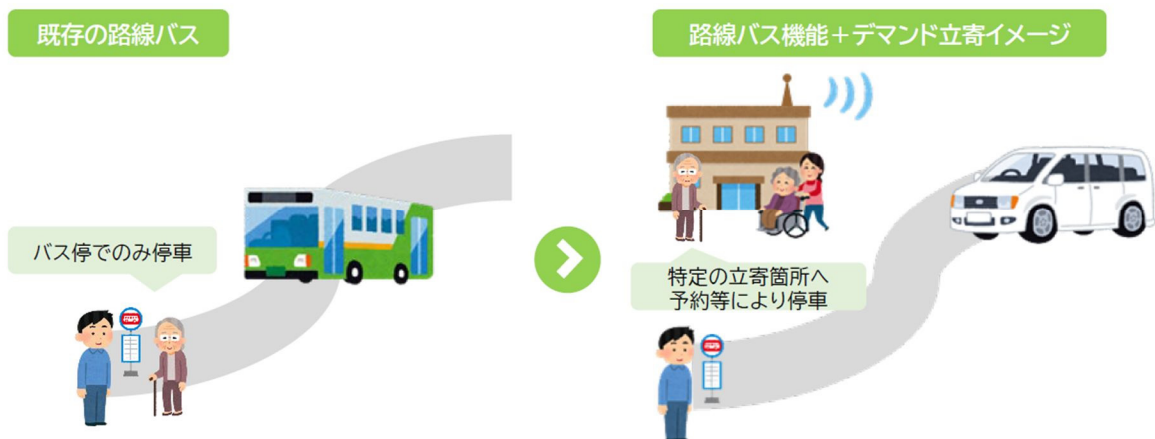 既存の路線バス
バス停でのみ停車
路線バス機能+デマンド立寄イメージ
特定の立寄箇所へ
予約等により停車